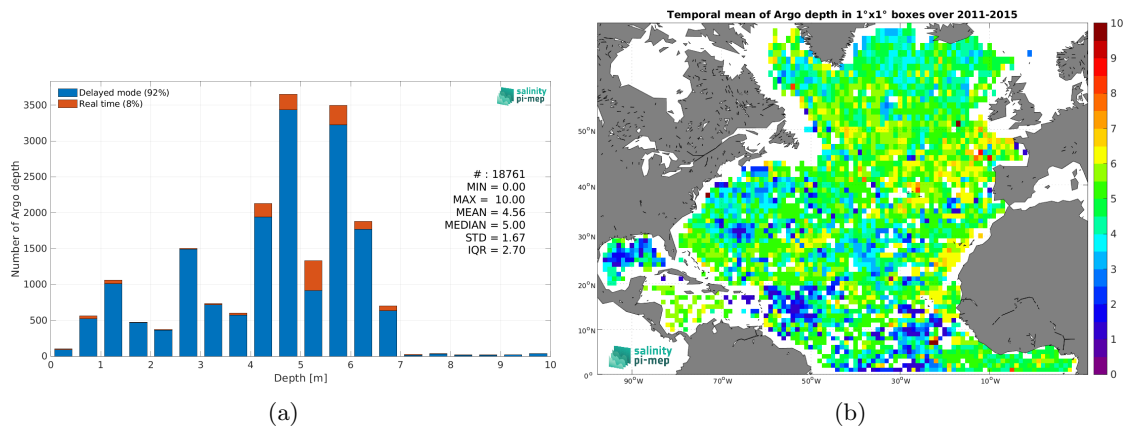 Delayed mode (92%)
Real time (8%)
salinity
pi-mep
# : 18761
MIN = 0.00
MAX = 10.00
MEAN = 4.56
MEDIAN = 5.00
STD = 1.67
IQR = 2.70
Number of Argo depth
3500
3000
2500
2000
1500
1000
500
0
0 1 2 3 4 5 6 7 8 9 10
Depth [m]
(a)
Temporal mean of Argo depth in 1°x1° boxes over 2011-2015
50°N
40°N
30°N
20°N
10°N
0°
90°W 70°W 50°W 30°W 10°W
salinity
pi-mep
10
9
8
7
6
5
4
3
2
1
0
(b)